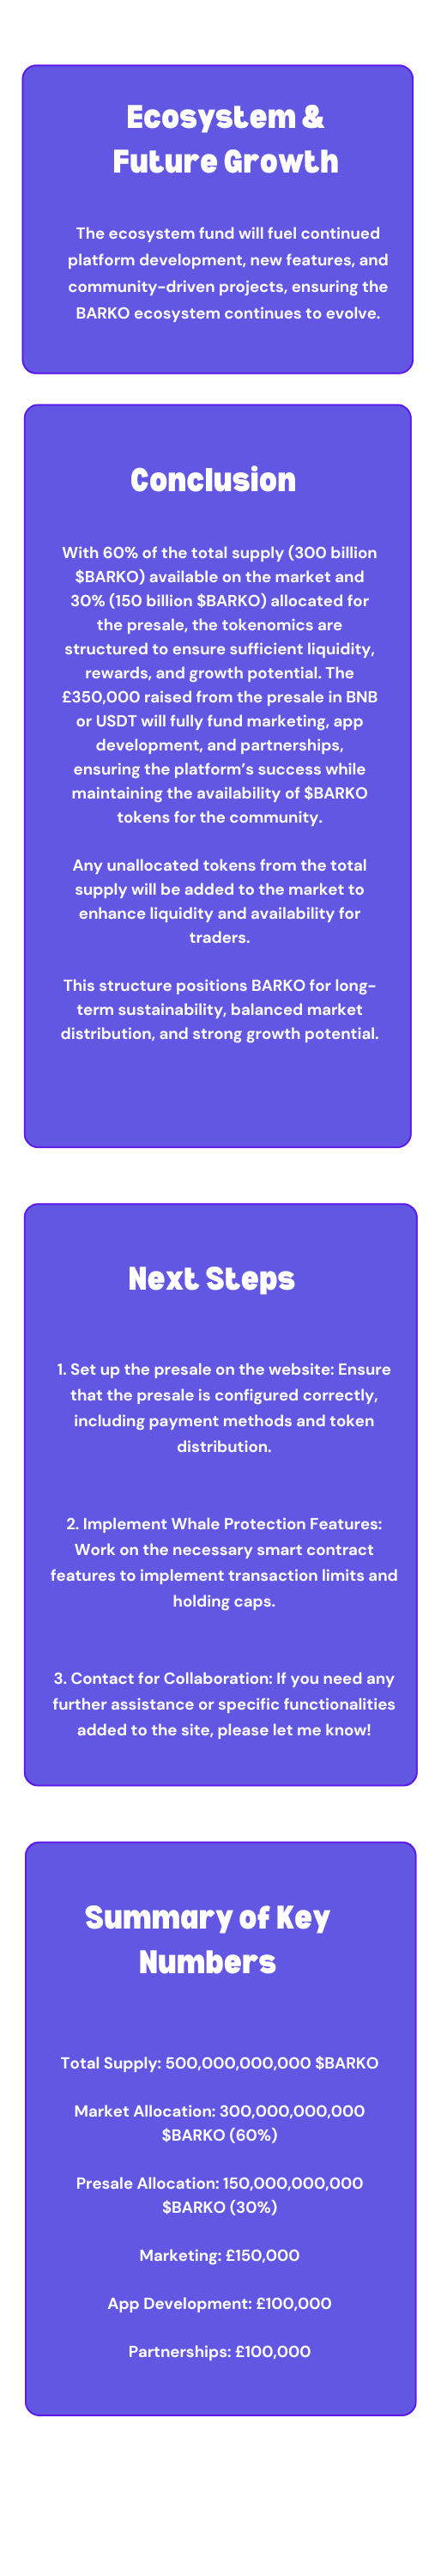 Ecosystem &
Future Growth
The ecosystem fund will fuel continued
platform development, new features, and
community-driven projects, ensuring the
BARKO ecosystem continues to evolve.
Conclusion
With 60% of the total supply (300 billion
$BARKO) available on the market and
30% (150 billion $BARKO) allocated for
the presale, the tokenomics are
structured to ensure sufficient liquidity,
rewards, and growth potential. The
£350,000 raised from the presale in BNB
or USDT will fully fund marketing, app
development, and partnerships,
ensuring the platform’s success while
maintaining the availability of $BARKO
tokens for the community.
Any unallocated tokens from the total
supply will be added to the market to
enhance liquidity and availability for
traders.
This structure positions BARKO for long-
term sustainability, balanced market
distribution, and strong growth potential.
Next Steps
1. Set up the presale on the website: Ensure
that the presale is configured correctly,
including payment methods and token
distribution.
2. Implement Whale Protection Features:
Work on the necessary smart contract
features to implement transaction limits and
holding caps.
3. Contact for Collaboration: If you need any
further assistance or specific functionalities
added to the site, please let me know!
Summary of Key
Numbers
Total Supply: 500,000,000,000 $BARKO
Market Allocation: 300,000,000,000
$BARKO (60%)
Presale Allocation: 150,000,000,000
$BARKO (30%)
Marketing: £150,000
App Development: £100,000
Partnerships: £100,000